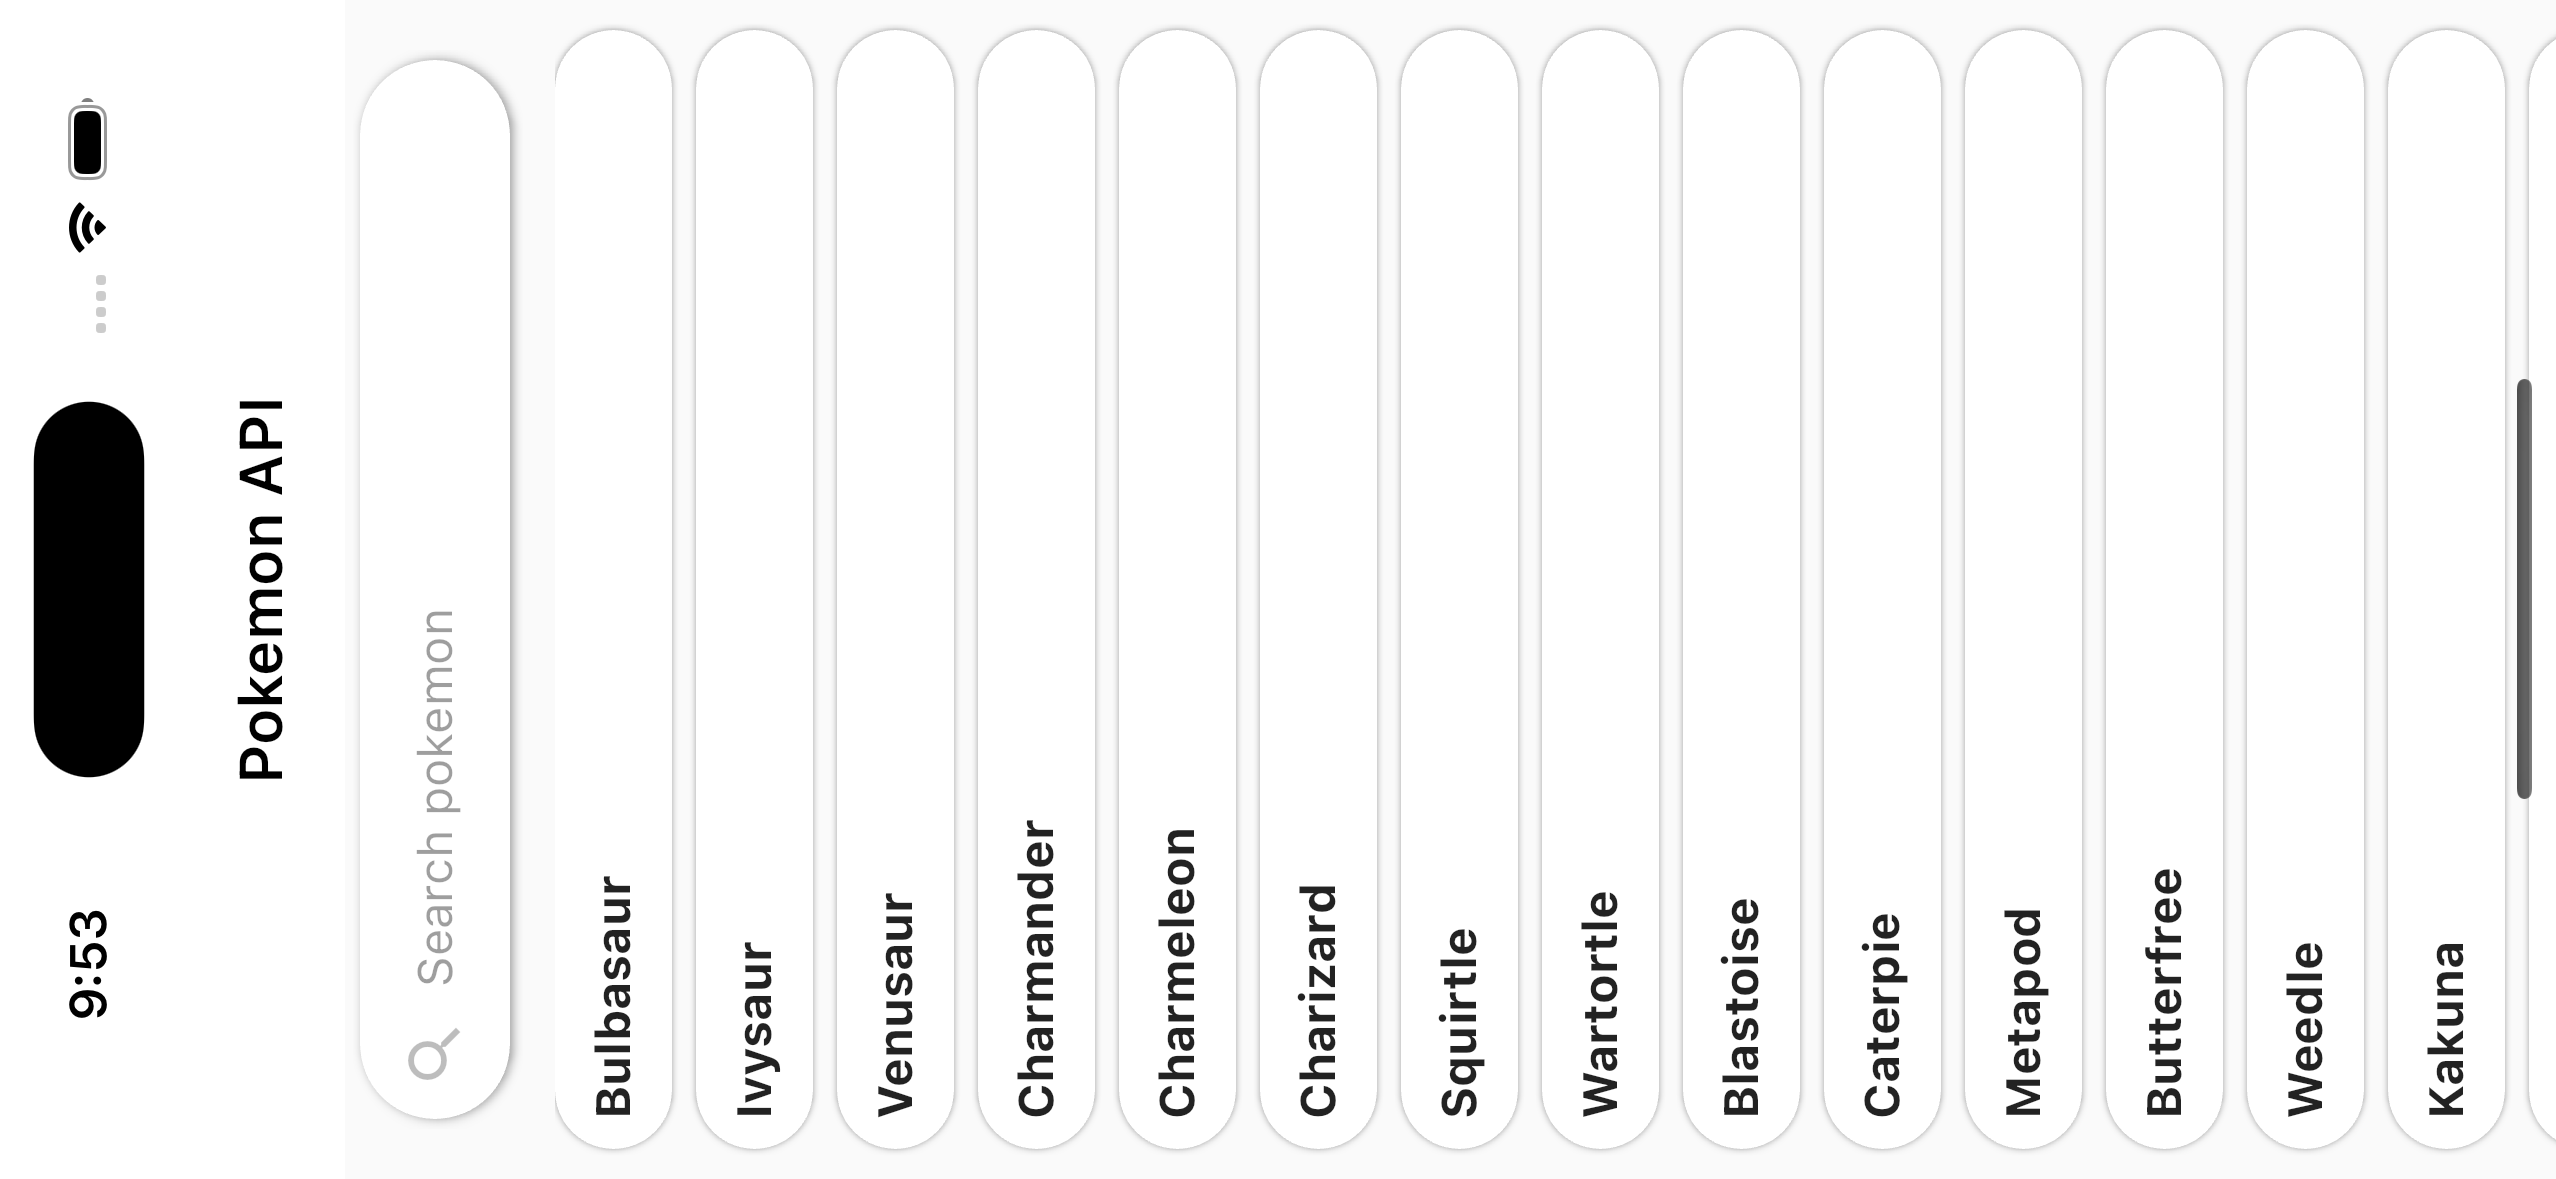 9:53
Pokemon API
Search pokemon
Bulbasaur
Ivysaur
Venusaur
Charmander
Charmeleon
Charizard
Squirtle
Wartortle
Blastoise
Caterpie
Metapod
Butterfree
Weedle
Kakuna